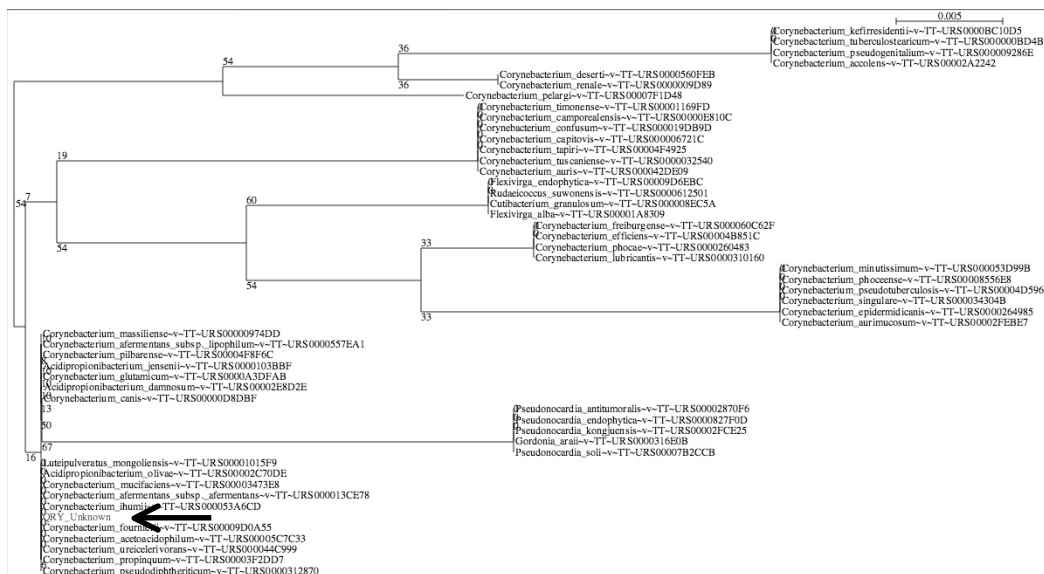 0.005
Corynebacterium_kefirresidentii~v~TT~URS0000BC10D5
Corynebacterium_tuberculostearicum~v~TT~URS000000BD4B
36
Corynebacterium_pseudogenitalium~v~TT~URS000009286E
54
Corynebacterium_accolens~v~TT~URS00002A2242
Corynebacterium_deserti~v~TT~URS0000560FEB
36
Corynebacterium_renale~v~TT~URS0000009D89
Corynebacterium_pelargi~v~TT~URS00007F1D48
Corynebacterium_timonense~v~TT~URS00001169FD
Corynebacterium_camporealensis~v~TT~URS00000E810C
Corynebacterium_confusum~v~TT~URS000019DB9D
Corynebacterium_capitovis~v~TT~URS000006721C
Corynebacterium_tapiri~v~TT~URS00004F4925
19
Corynebacterium_tuscaniense~v~TT~URS0000032540
Corynebacterium_auris~v~TT~URS000042DE09
Flexivirga_endophytica~v~TT~URS00009D6EBC
Rudaeicoccus_suwonensis~v~TT~URS0000612501
7
60
Cutibacterium_granulosum~v~TT~URS000008EC5A
54
Flexivirga_alba~v~TT~URS00001A8309
Corynebacterium_freiburgense~v~TT~URS000060C62F
Corynebacterium_efficiens~v~TT~URS00004B851C
54
33
Corynebacterium_phocae~v~TT~URS0000260483
Corynebacterium_lubricantis~v~TT~URS0000310160
Corynebacterium_minutissimum~v~TT~URS000053D99B
Corynebacterium_phoceense~v~TT~URS00008556E8
54
Corynebacterium_pseudotuberculosis~v~TT~URS00004D596
Corynebacterium_singulare~v~TT~URS000034304B
Corynebacterium_epidermidicanis~v~TT~URS0000264985
33
Corynebacterium_aurimucosum~v~TT~URS00002FEBE7
Corynebacterium_massiliense~v~TT~URS00000974DD
10
Corynebacterium_afermentans_subsp._lipophilum~v~TT~URS0000557EA1
Corynebacterium_pilbarense~v~TT~URS00004F8F6C
Acidipropionibacterium_jensenii~v~TT~URS0000103BBF
10
Corynebacterium_glutamicum~v~TT~URS0000A3DFAB
10
Acidipropionibacterium_damnosum~v~TT~URS00002E8D2E
10
Corynebacterium_canis~v~TT~URS00000D8DBF
13
Pseudonocardia_antitumoralis~v~TT~URS00002870F6
Pseudonocardia_endophytica~v~TT~URS0000827F0D
50
Pseudonocardia_kongjuensis~v~TT~URS00002FCE25
Gordonia_araii~v~TT~URS0000316E0B
67
Pseudonocardia_soli~v~TT~URS00007B2CCB
16
Luteipulveratus_mongoliensis~v~TT~URS00001015F9
Acidipropionibacterium_olivae~v~TT~URS00002C70DE
Corynebacterium_mucifaciens~v~TT~URS00003473E8
Corynebacterium_afermentans_subsp._afermentans~v~TT~URS000013CE78
Corynebacterium_ihumii~v~TT~URS000053A6CD
QRY_Unknown
Corynebacterium_fournierii~v~TT~URS00009D0A55
Corynebacterium_acetoacidophilum~v~TT~URS00005C7C33
Corynebacterium_ureicelerivorans~v~TT~URS000044C999
Corynebacterium_propinquum~v~TT~URS00003F2DD7
Corynebacterium_pseudodiphtheriticum~v~TT~URS0000312870